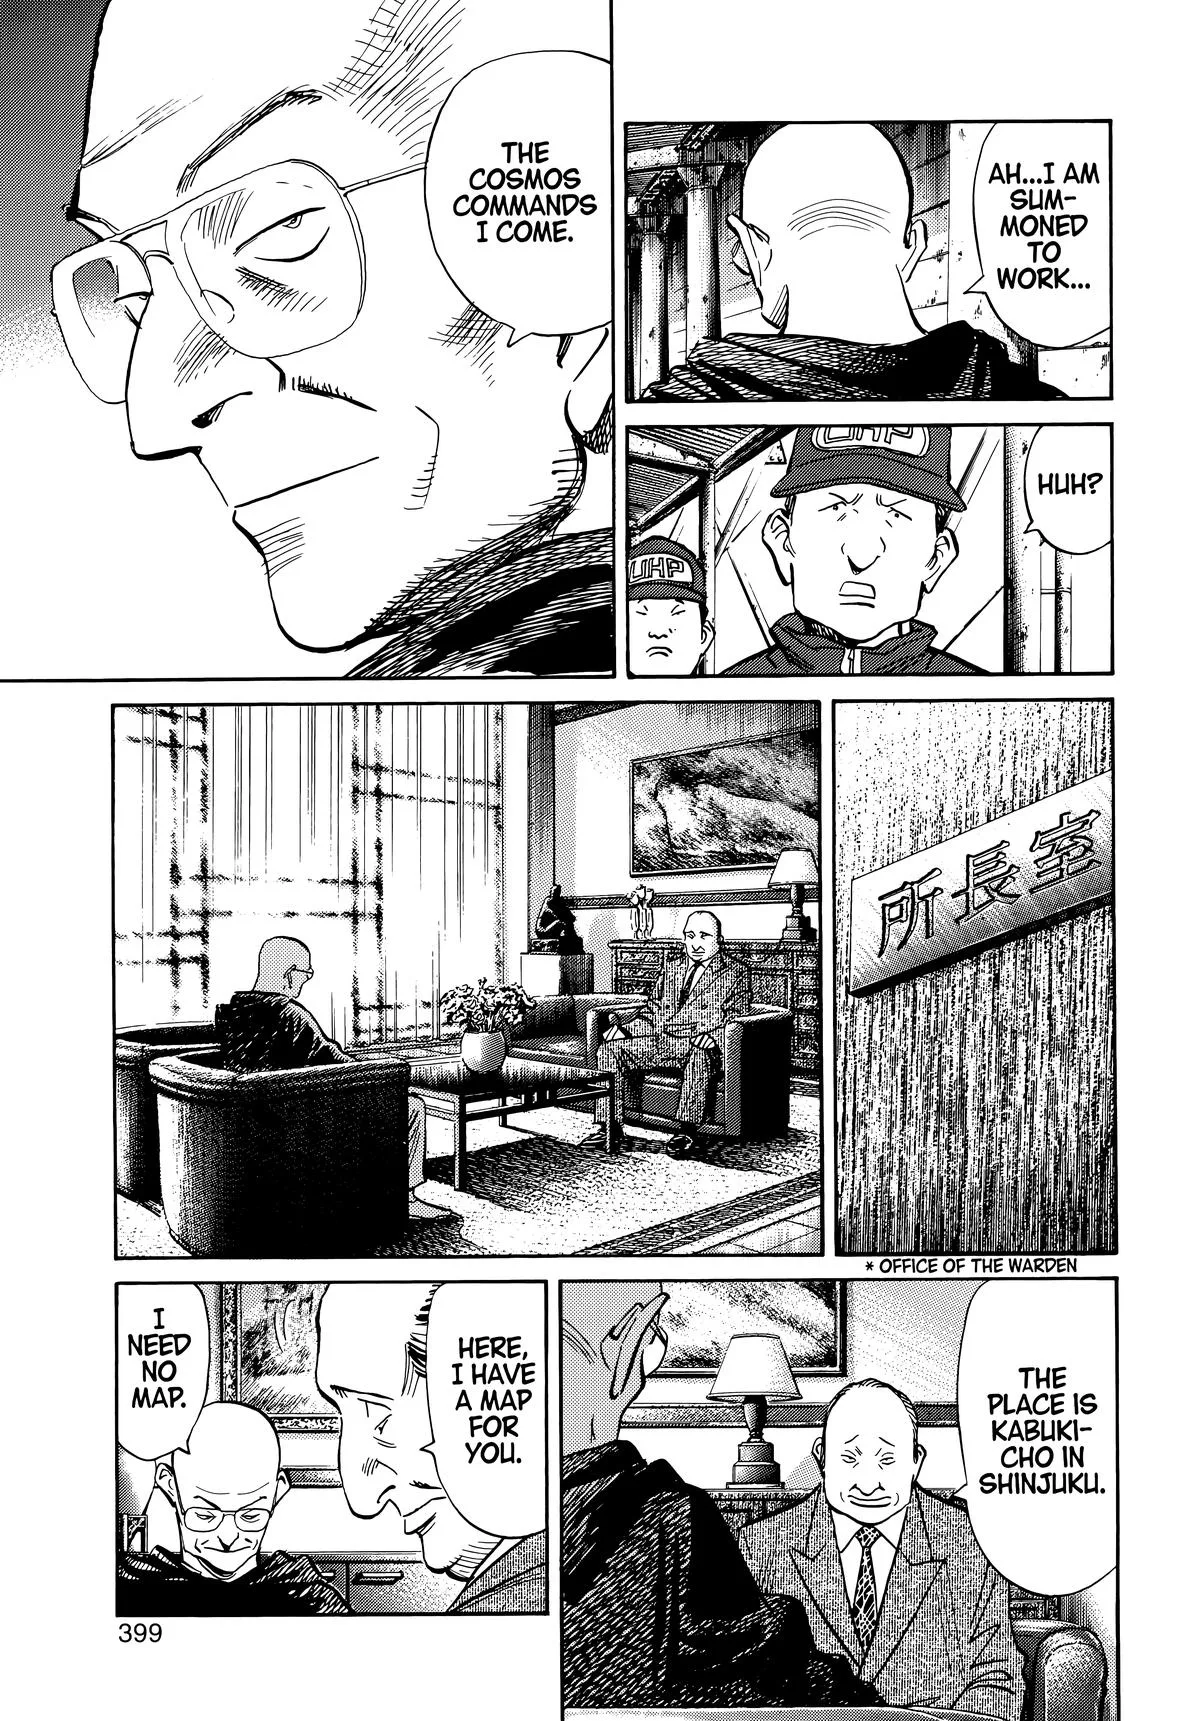 AH...I AM
SUM-
MONED
TO
WORK...
UHP
HUH?
UHP
THE
COSMOS
COMMANDS
I COME.
所長室
* OFFICE OF THE WARDEN
THE
PLACE IS
KABUKI-
CHO IN
SHINJUKU.
HERE,
I HAVE
A MAP
FOR
YOU.
I
NEED
NO
MAP.
399